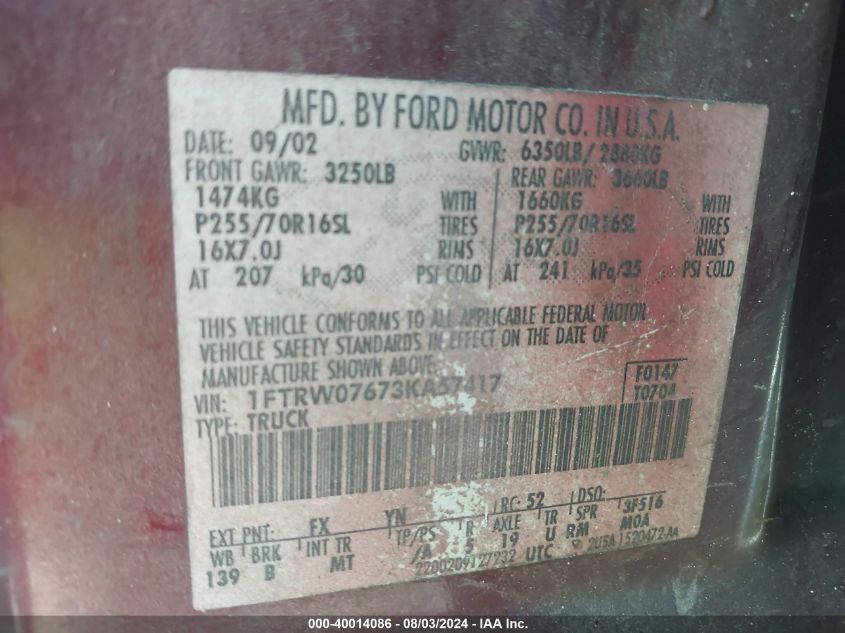 MFD. BY FORD MOTOR CO. IN U.S.A.
DATE: 09/02 GVWR: 6350LB/ 2880KG
FRONT GAWR: 3250LB REAR GAWR: 3660LB
1474KG WITH 1660KG WITH
P255/70R16SL TIRES P255/70R16SL TIRES
16X7.0J RIMS 16X7.0J RIMS
AT 207 kPa/30 PSI COLD AT 241 kPa/35 PSI COLD
THIS VEHICLE CONFORMS TO ALL APPLICABLE FEDERAL MOTOR
VEHICLE SAFETY STANDARDS IN EFFECT ON THE DATE OF
MANUFACTURE SHOWN ABOVE.
VIN: 1FTRW07673KA57417 F0147
TYPE: TRUCK T0704
EXT PNT: FX YN RC: 52 DSO:
WB BRK INT TR TP/PS R AXLE TR SPR 3F516
139 B MT /A 5 19 U RM M0A
2200209127232 UTC 2U5A 1520472-AA
000-40014086 - 08/03/2024 - IAA Inc.